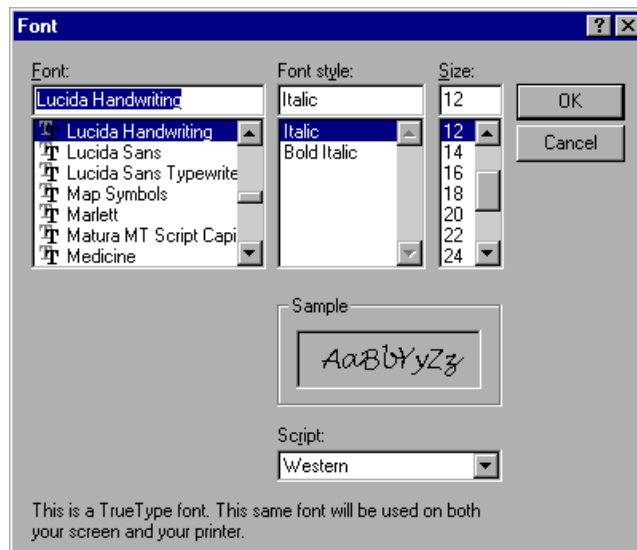 Font
Font:
Lucida Handwriting
Lucida Handwriting
Lucida Sans
Lucida Sans Typewrite
Map Symbols
Marlett
Matura MT Script Capi
Medicine
Font style:
Italic
Italic
Bold Italic
Size:
12
12
14
16
18
20
22
24
OK
Cancel
Sample
AaBbYyZz
Script:
Western
This is a TrueType font. This same font will be used on both
your screen and your printer.